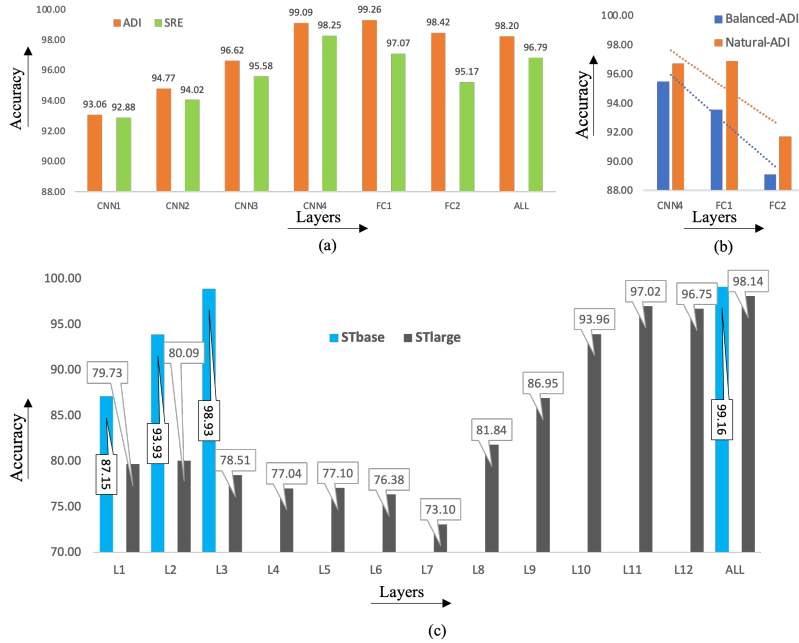 100.00
98.00
96.00
94.00
92.00
90.00
88.00
Accuracy
ADI SRE
93.06 92.88
94.77 94.02
96.62 95.58
99.09 98.25
99.26 97.07
98.42 95.17
98.20 96.79
CNN1 CNN2 CNN3 CNN4 FC1 FC2 ALL
Layers
(a)
100.00
98.00
96.00
94.00
92.00
90.00
88.00
Accuracy
Balanced-ADI
Natural-ADI
CNN4 FC1 FC2
Layers
(b)
100.00
95.00
90.00
85.00
80.00
75.00
70.00
Accuracy
STbase STlarge
87.15 79.73
93.93 80.09
98.93 78.51
77.04
77.10
76.38
73.10
81.84
86.95
93.96
97.02
96.75
99.16 98.14
L1 L2 L3 L4 L5 L6 L7 L8 L9 L10 L11 L12 ALL
Layers
(c)